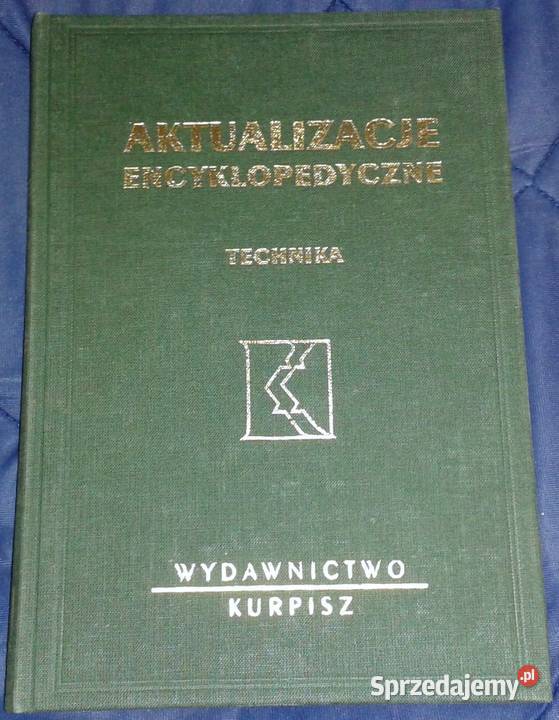 AKTUALIZACJE
ENCYKLOPEDYCZNE
TECHNIKA
WYDAWNICTWO
KURPISZ
Sprzedajemy.pl